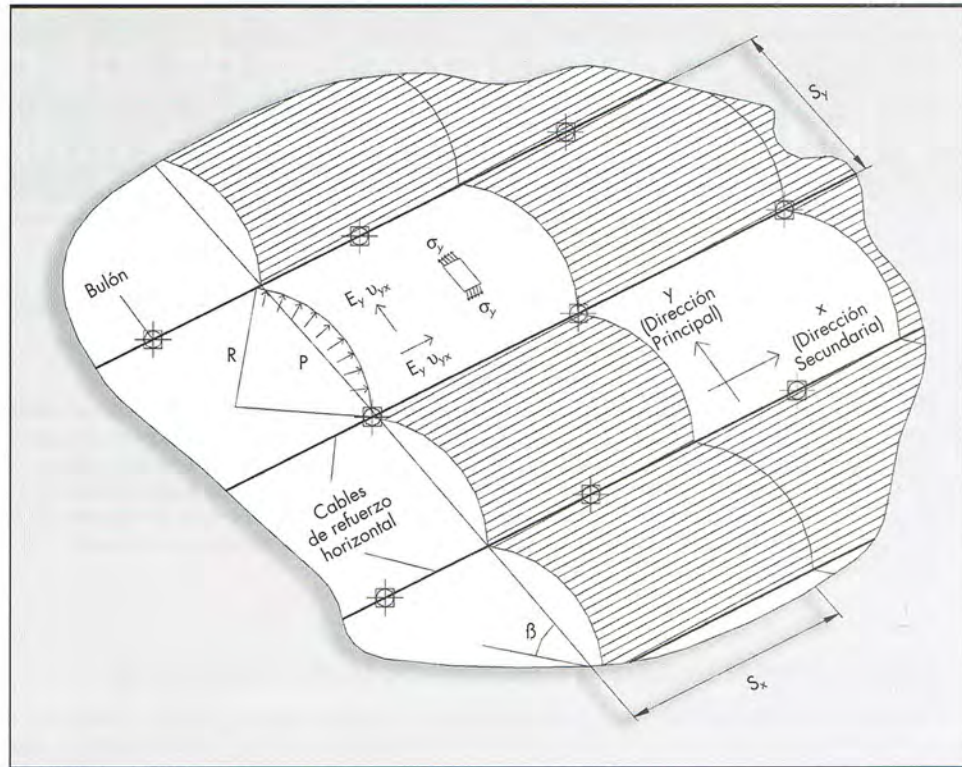 Sy
σy
Bulón
Ey υyx
σy
y
(Dirección
Principal)
x
(Dirección
Secundaria)
R
P
Ey υyx
Cables
de refuerzo
horizontal
β
Sx